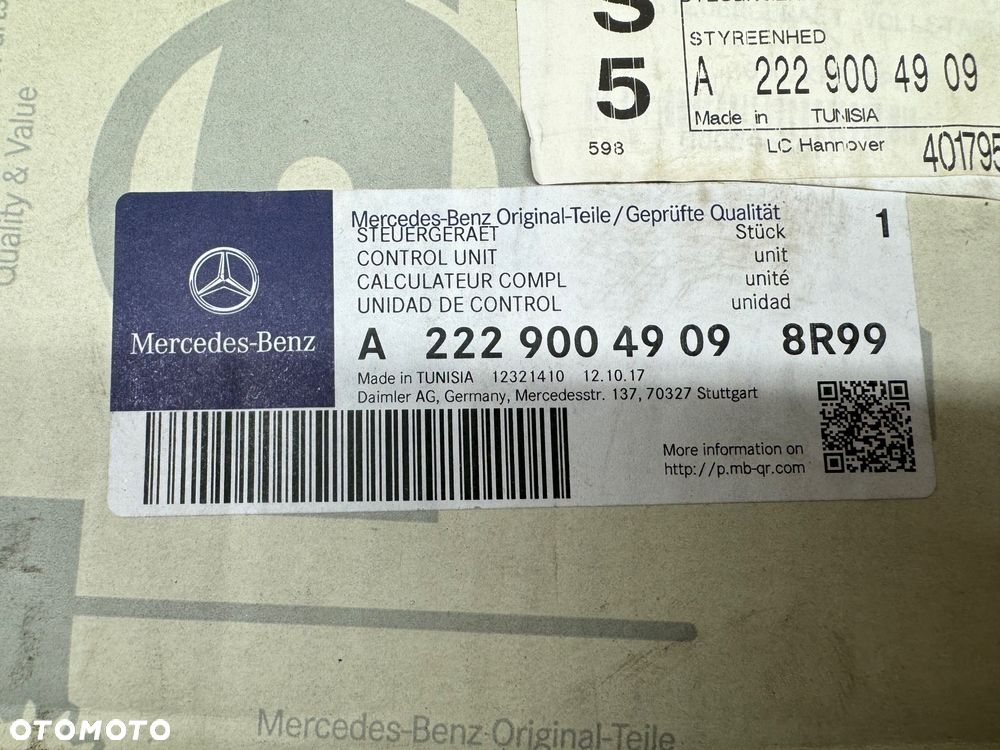 Quality & Value
S
5
598
STYREENHED
A 222 900 49 09
Made in TUNISIA
LC Hannover
401795
Mercedes-Benz
Mercedes-Benz Original-Teile/Geprüfte Qualität
STEUERGERAET Stück 1
CONTROL UNIT unit
CALCULATEUR COMPL unité
UNIDAD DE CONTROL unidad
A 222 900 49 09 8R99
Made in TUNISIA 12321410 12.10.17
Daimler AG, Germany, Mercedesstr. 137, 70327 Stuttgart
More information on
http://p.mb-qr.com
Mercedes-Benz Original-Teile
OTOMOTO